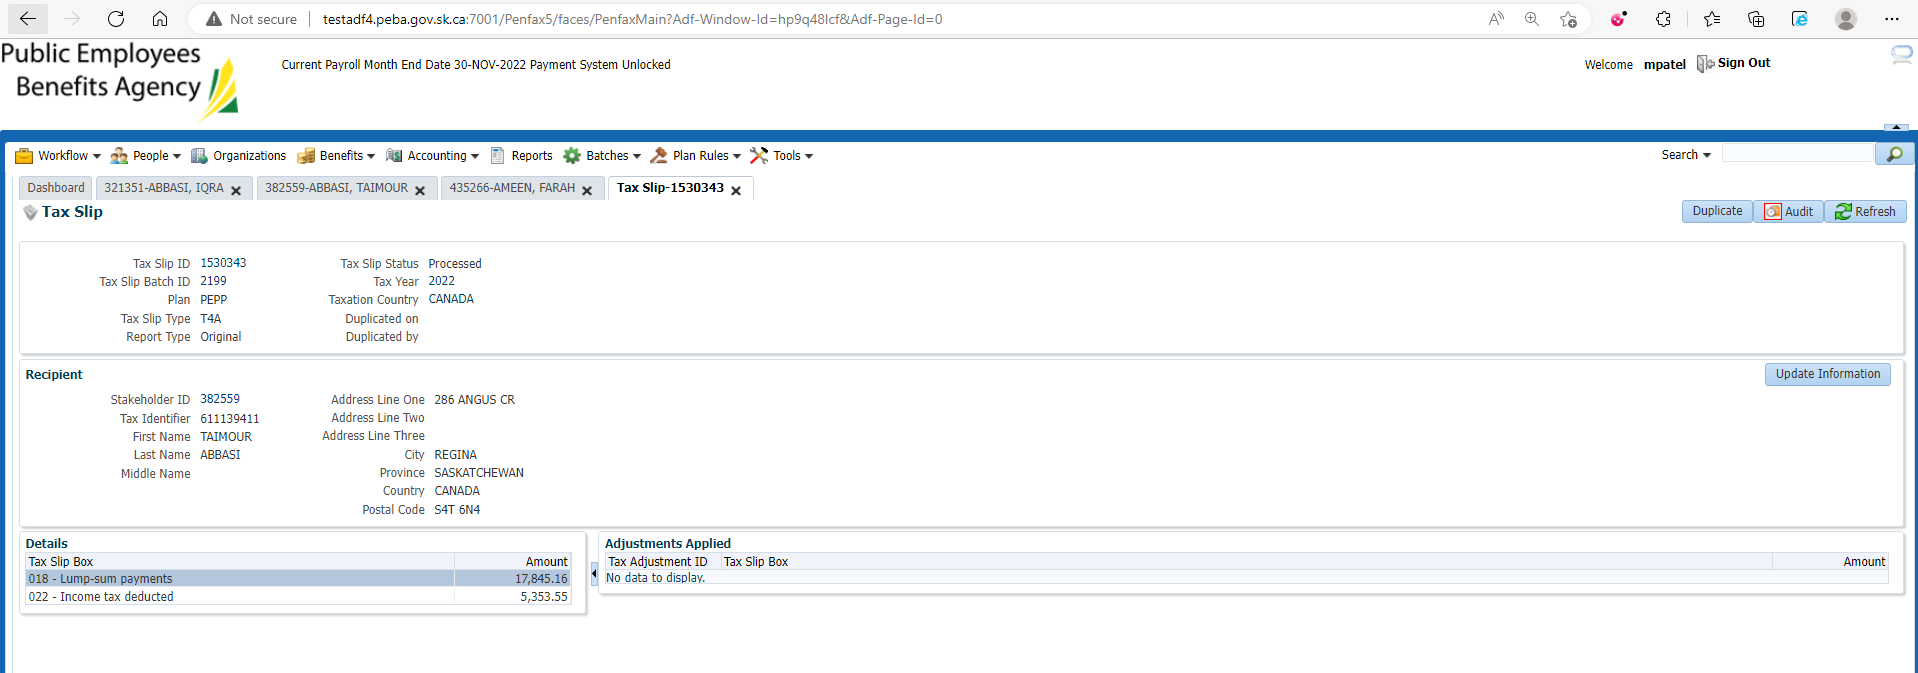 Not secure testadf4.peba.gov.sk.ca:7001/Penfax5/faces/PenfaxMain?Adf-Window-Id=hp9q48lcf&Adf-Page-Id=0
Public Employees
Benefits Agency
Current Payroll Month End Date 30-NOV-2022 Payment System Unlocked
Welcome mpatel Sign Out
Workflow People Organizations Benefits Accounting Reports Batches Plan Rules Tools Search
Dashboard 321351-ABBASI, IQRA 382559-ABBASI, TAIMOUR 435266-AMEEN, FARAH Tax Slip-1530343
Tax Slip Duplicate Audit Refresh
Tax Slip ID 1530343 Tax Slip Status Processed
Tax Slip Batch ID 2199 Tax Year 2022
Plan PEPP Taxation Country CANADA
Tax Slip Type T4A Duplicated on
Report Type Original Duplicated by
Recipient Update Information
Stakeholder ID 382559 Address Line One 286 ANGUS CR
Tax Identifier 611139411 Address Line Two
First Name TAIMOUR Address Line Three
Last Name ABBASI City REGINA
Middle Name Province SASKATCHEWAN
Country CANADA
Postal Code S4T 6N4
Details Adjustments Applied
Tax Slip Box Amount Tax Adjustment ID Tax Slip Box Amount
018 - Lump-sum payments 17,845.16 No data to display.
022 - Income tax deducted 5,353.55